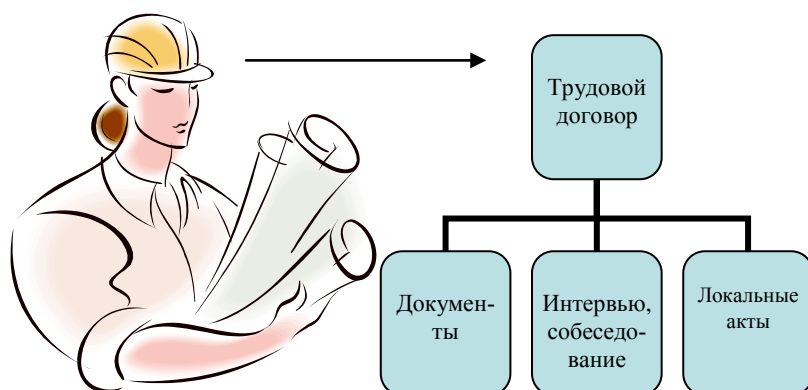 Трудовой
договор
Докумен-
ты
Интервью,
собеседо-
вание
Локальные
акты